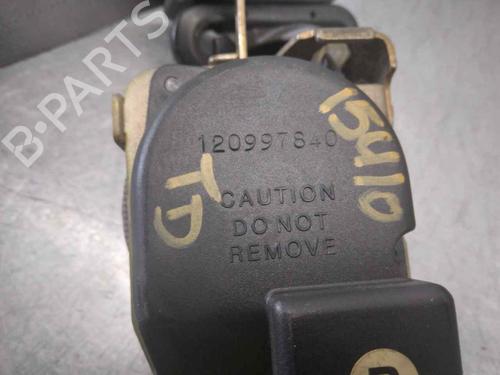 B-PARTS
120997840
CAUTION
DO NOT
REMOVE
TD
15410